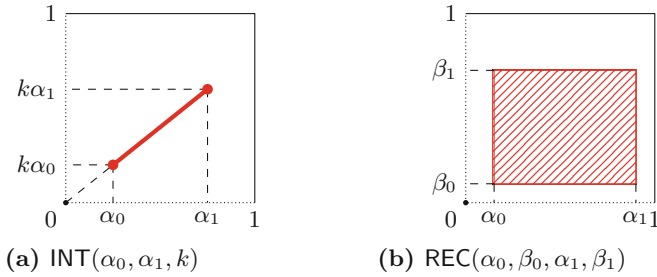 1
kα₁
kα₀
0
α₀
α₁
1
(a) INT(α₀, α₁, k)
1
β₁
β₀
0
α₀
α₁
1
(b) REC(α₀, β₀, α₁, β₁)